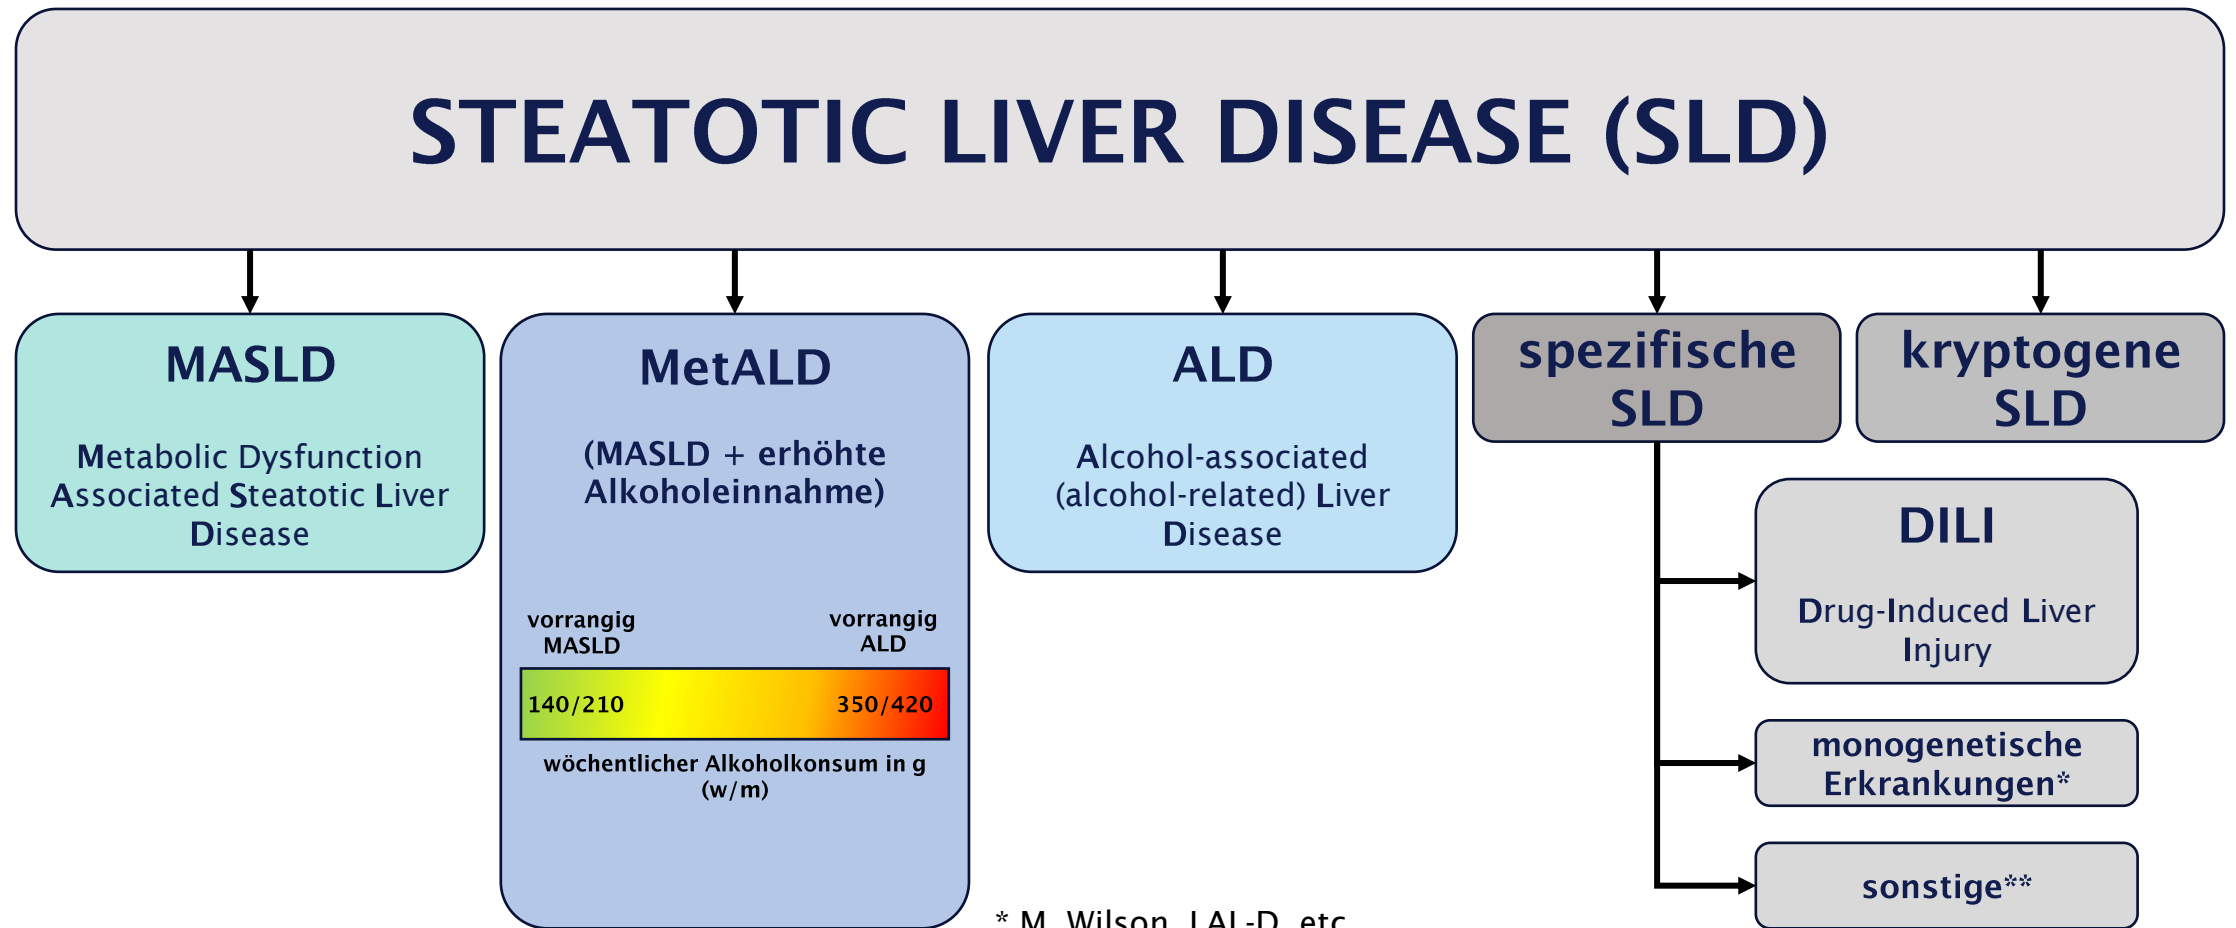 STEATOTIC LIVER DISEASE (SLD)
MASLD
Metabolic Dysfunction
Associated Steatotic Liver
Disease
MetALD
(MASLD + erhöhte
Alkoholeinnahme)
vorrangig
MASLD
vorrangig
ALD
140/210
350/420
wöchentlicher Alkoholkonsum in g
(w/m)
ALD
Alcohol-associated
(alcohol-related) Liver
Disease
spezifische
SLD
kryptogene
SLD
DILI
Drug-Induced Liver
Injury
monogenetische
Erkrankungen*
sonstige**
* M. Wilson, LAL-D, etc.